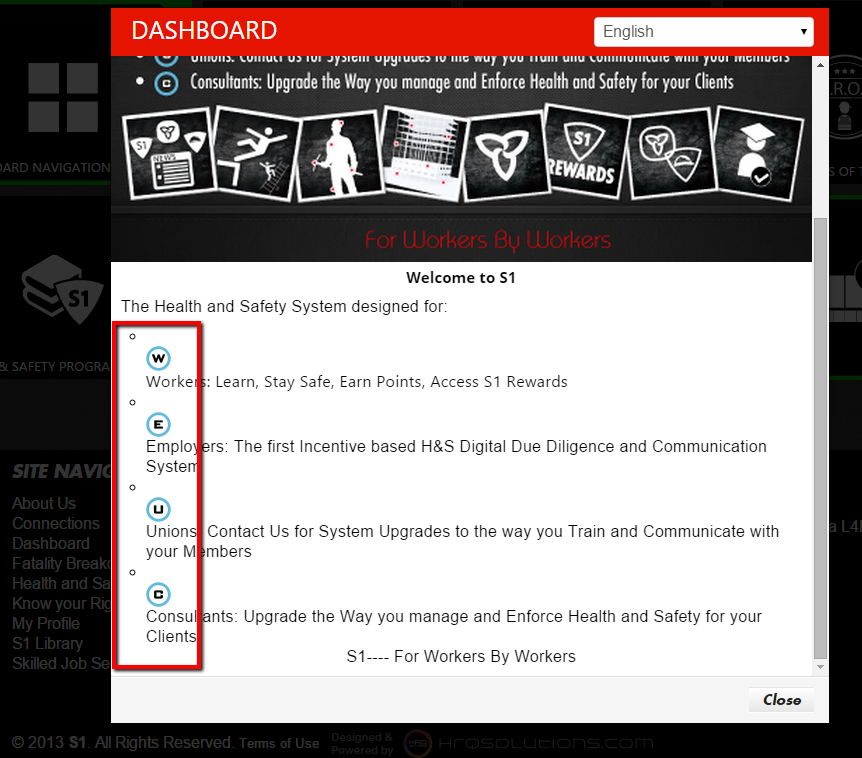 DASHBOARD
English
Unions: Contact Us for System Upgrades to the way you Train and Communicate with your Members
C Consultants: Upgrade the Way you manage and Enforce Health and Safety for your Clients
S1
NEWS
S1
REWARDS
OARD NAVIGATION
.R.O.
S OF T
For Workers By Workers
Welcome to S1
The Health and Safety System designed for:
W
Workers: Learn, Stay Safe, Earn Points, Access S1 Rewards
E
Employers: The first Incentive based H&S Digital Due Diligence and Communication
System
U
Unions: Contact Us for System Upgrades to the way you Train and Communicate with
your Members
C
Consultants: Upgrade the Way you manage and Enforce Health and Safety for your
Clients
S1---- For Workers By Workers
Close
S1
& SAFETY PROGRA
SITE NAVIG
About Us
Connections
Dashboard
Fatality Breakd
Health and Sa
Know your Rig
My Profile
S1 Library
Skilled Job Se
a L4
© 2013 S1. All Rights Reserved. Terms of Use
Designed &
Powered by
HRQSOLUTIONS.COM